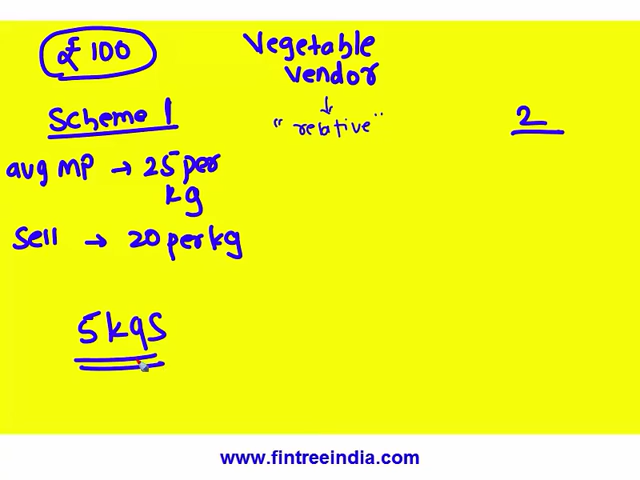 ₤ 100
Vegetable
vendor
"relative"
Scheme 1
2
avg MP → 25 per
kg
Sell → 20 per kg
5 kgs
www.fintreeindia.com